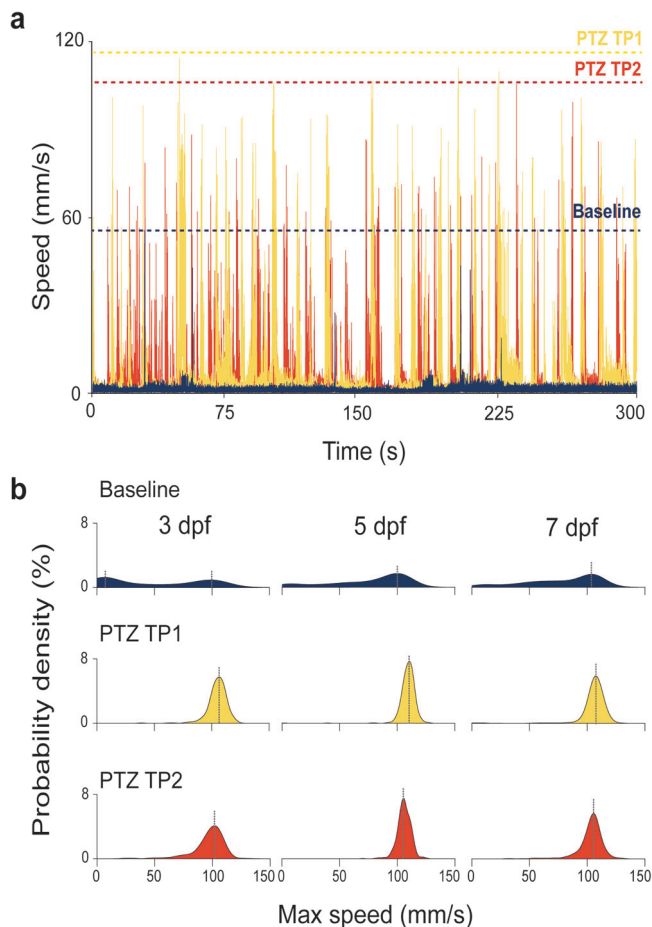 a
120
60
0
Speed (mm/s)
PTZ TP1
PTZ TP2
Baseline
0 75 150 225 300
Time (s)
b
Baseline
3 dpf 5 dpf 7 dpf
8
0
PTZ TP1
8
0
PTZ TP2
8
0
Probability density (%)
0 50 100 150 0 50 100 150 0 50 100 150
Max speed (mm/s)